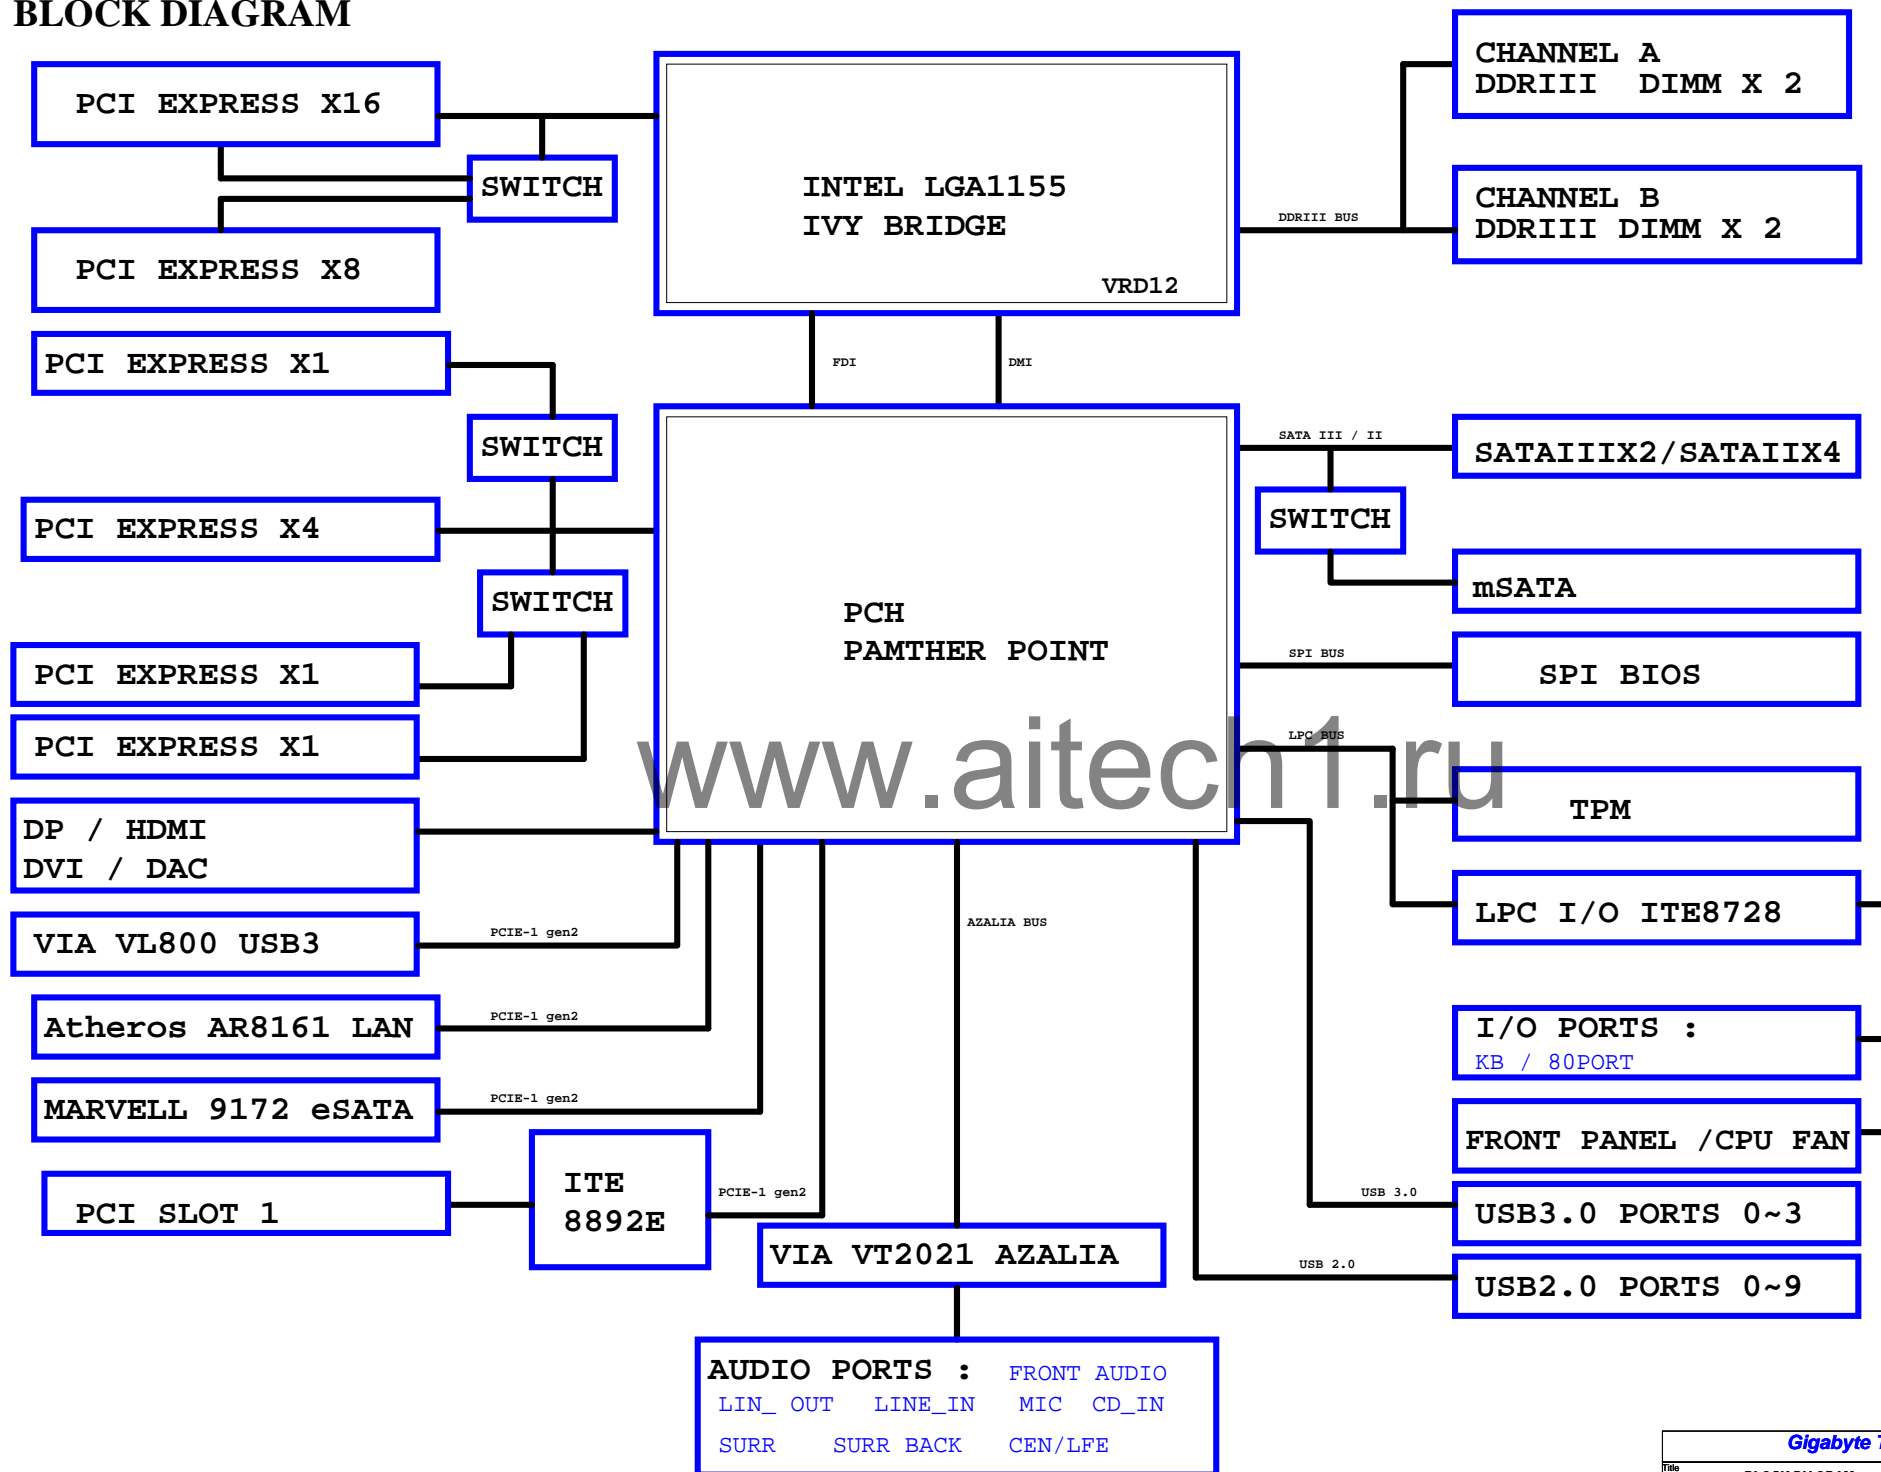 BLOCK DIAGRAM
PCI EXPRESS X16
SWITCH
PCI EXPRESS X8
INTEL LGA1155
IVY BRIDGE
VRD12
DDRIII BUS
CHANNEL A
DDRIII DIMM X 2
CHANNEL B
DDRIII DIMM X 2
PCI EXPRESS X1
SWITCH
PCI EXPRESS X4
SWITCH
PCI EXPRESS X1
PCI EXPRESS X1
FDI
DMI
PCH
PAMTHER POINT
SATA III / II
SATAIIIX2/SATAIIX4
SWITCH
mSATA
SPI BUS
SPI BIOS
LPC BUS
TPM
LPC I/O ITE8728
www.aitech1.ru
DP / HDMI
DVI / DAC
VIA VL800 USB3
PCIE-1 gen2
Atheros AR8161 LAN
PCIE-1 gen2
MARVELL 9172 eSATA
PCIE-1 gen2
PCI SLOT 1
ITE
8892E
PCIE-1 gen2
AZALIA BUS
VIA VT2021 AZALIA
I/O PORTS :
KB / 80PORT
FRONT PANEL /CPU FAN
USB 3.0
USB3.0 PORTS 0~3
USB 2.0
USB2.0 PORTS 0~9
AUDIO PORTS : FRONT AUDIO
LIN_ OUT LINE_IN MIC CD_IN
SURR SURR BACK CEN/LFE
Gigabyte
Title